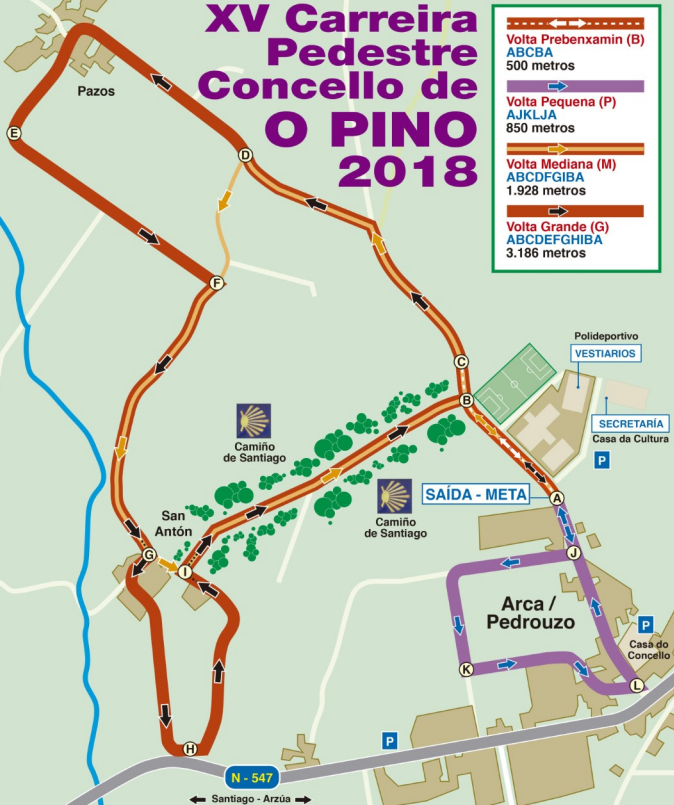 XV Carreira
Pedestre
Concello de
O PINO
2018
Volta Prebenxamin (B)
ABCBA
500 metros
Volta Pequena (P)
AJKLJA
850 metros
Volta Mediana (M)
ABCDFGIBA
1.928 metros
Volta Grande (G)
ABCDEFGHIBA
3.186 metros
Pazos
E
D
F
C
B
Polideportivo
VESTIARIOS
SECRETARÍA
Casa da Cultura
P
Camiño
de Santiago
Camiño
de Santiago
SAÍDA - META
A
San
Antón
G
I
J
Arca /
Pedrouzo
P
Casa do
Concello
K
L
H
P
N - 547
Santiago - Arzúa